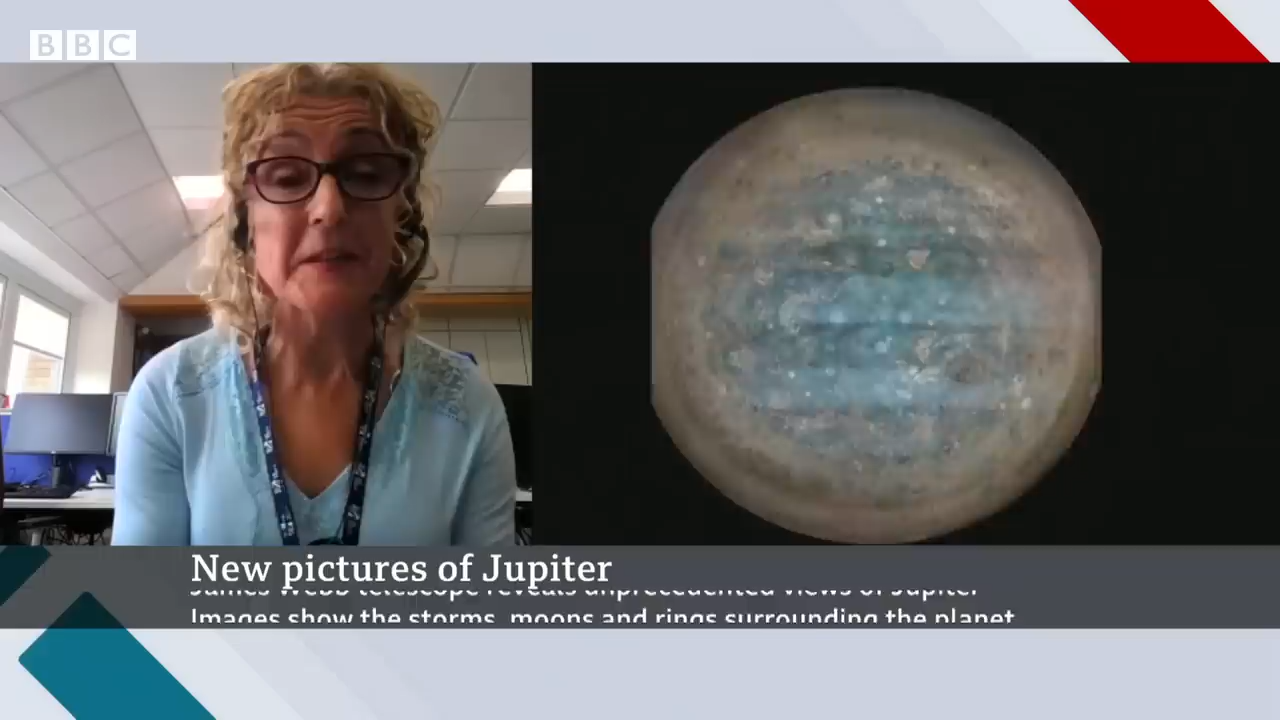 BBC
New pictures of Jupiter
James Webb telescope reveals unprecedented views of Jupiter
Images show the storms, moons and rings surrounding the planet